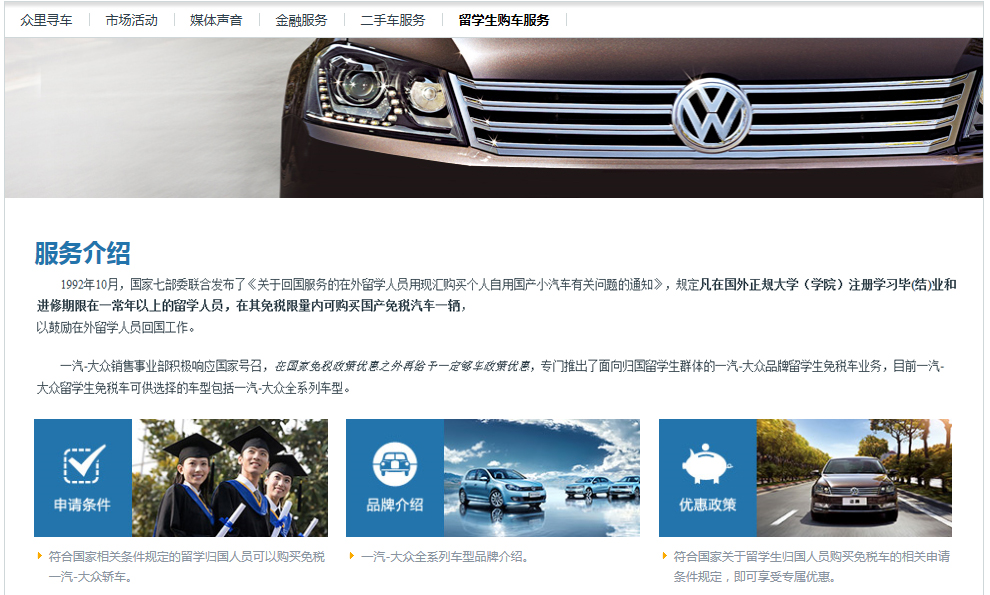 众里寻车 市场活动 媒体声音 金融服务 二手车服务 留学生购车服务
服务介绍
1992年10月，国家七部委联合发布了《关于回国服务的在外留学人员用现汇购买个人自用国产小汽车有关问题的通知》，规定凡在国外正规大学（学院）注册学习毕(结)业和
进修期限在一常年以上的留学人员，在其免税限量内可购买国产免税汽车一辆，
以鼓励在外留学人员回国工作。
一汽-大众销售事业部积极响应国家号召，在国家免税政策优惠之外再给予一定够车政策优惠，专门推出了面向归国留学生群体的一汽-大众品牌留学生免税车业务，目前一汽-
大众留学生免税车可供选择的车型包括一汽-大众全系列车型。
申请条件
品牌介绍
优惠政策
符合国家相关条件规定的留学归国人员可以购买免税
一汽-大众轿车。
一汽-大众全系列车型品牌介绍。
符合国家关于留学生归国人员购买免税车的相关申请
条件规定，即可享受专属优惠。